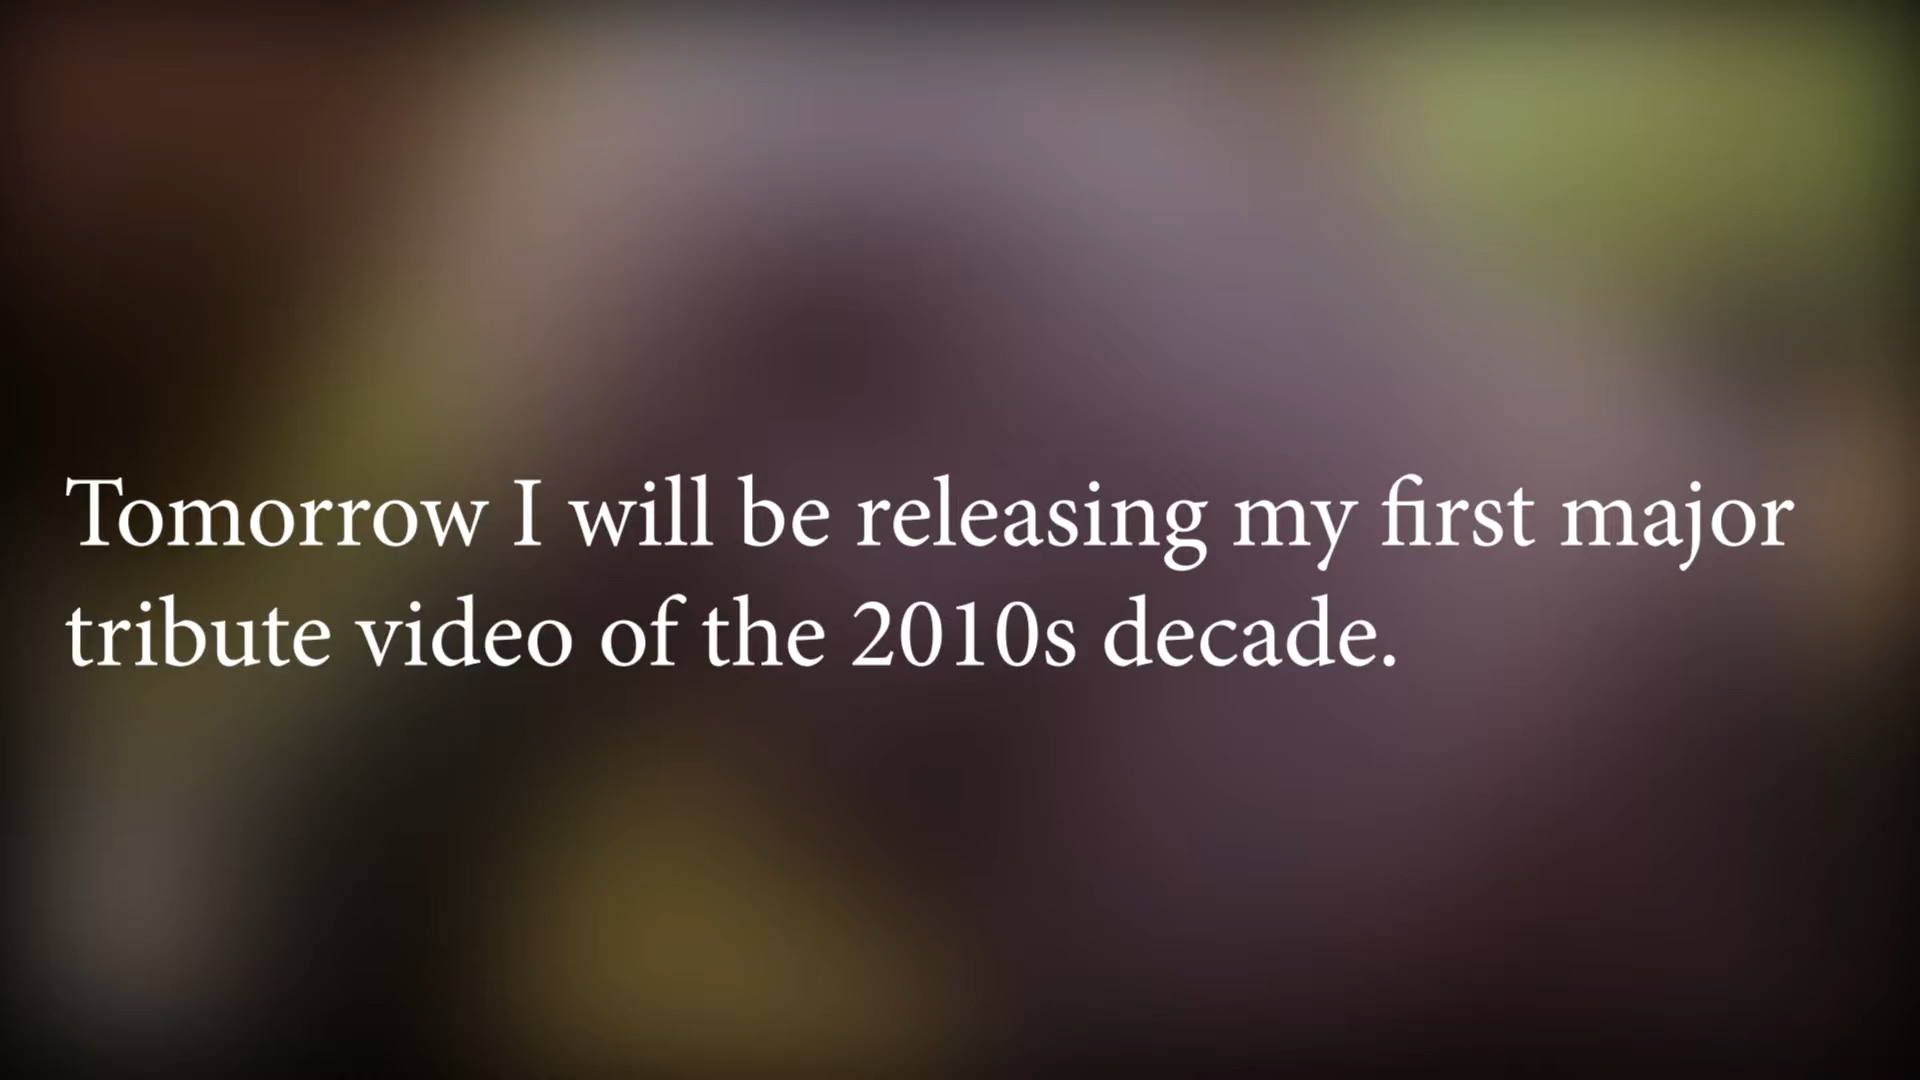 Tomorrow I will be releasing my first major
tribute video of the 2010s decade.